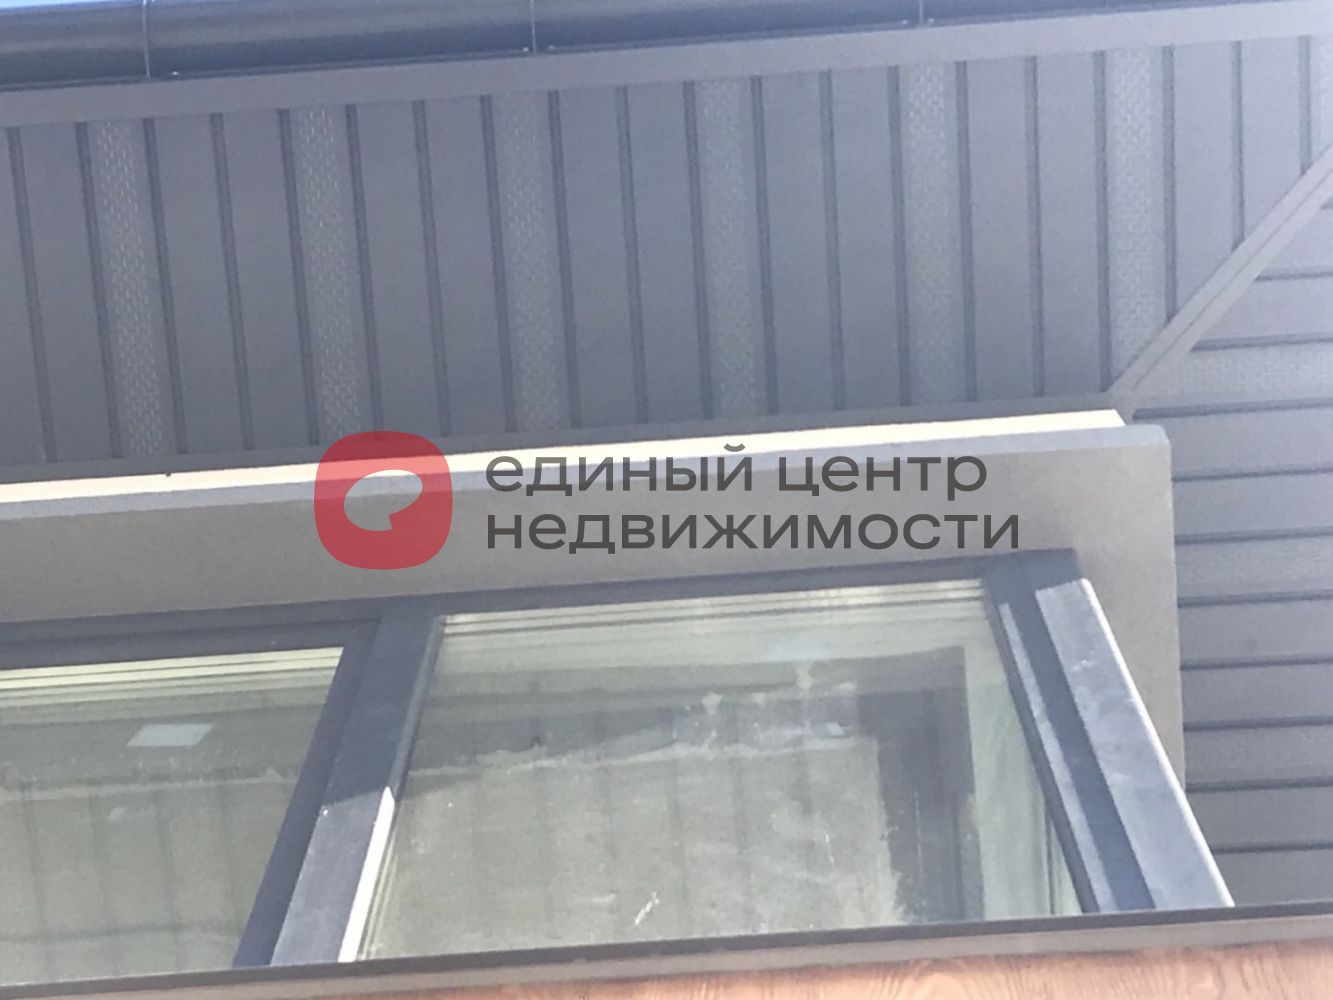 единый центр
недвижимости